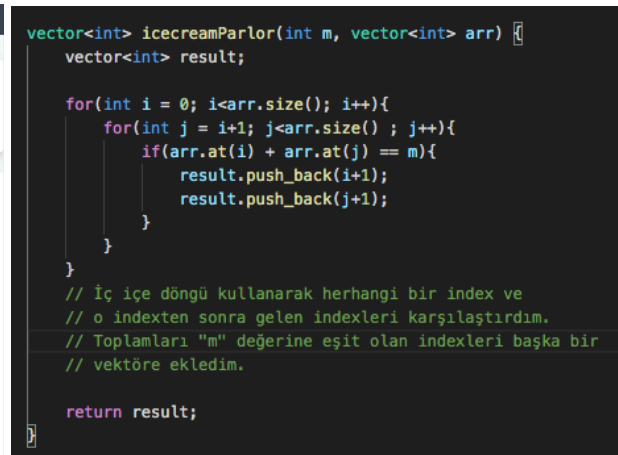 vector<int> icecreamParlor(int m, vector<int> arr) {
    vector<int> result;

    for(int i = 0; i<arr.size(); i++){
        for(int j = i+1; j<arr.size() ; j++){
            if(arr.at(i) + arr.at(j) == m){
                result.push_back(i+1);
                result.push_back(j+1);
            }
        }
    }
    // İç içe döngü kullanarak herhangi bir index ve
    // o indexten sonra gelen indexleri karşılaştırdım.
    // Toplamları "m" değerine eşit olan indexleri başka bir
    // vektöre ekledim.

    return result;
}